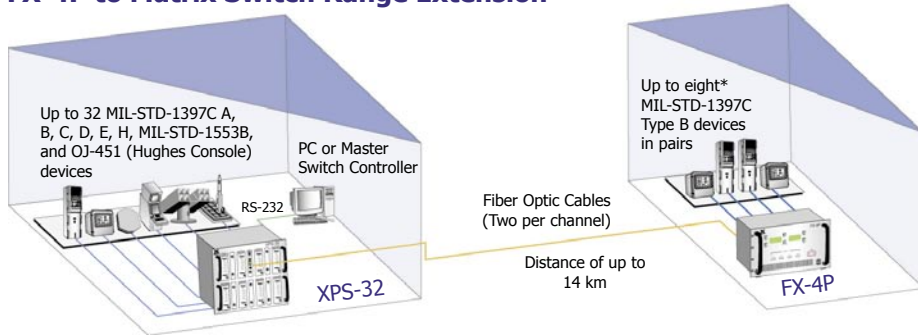 FX-4P to Matrix Switch Range Extension
Up to 32 MIL-STD-1397C A,
B, C, D, E, H, MIL-STD-1553B,
and OJ-451 (Hughes Console)
devices
PC or Master
Switch Controller
RS-232
XPS-32
Fiber Optic Cables
(Two per channel)
Distance of up to
14 km
Up to eight*
MIL-STD-1397C
Type B devices
in pairs
FX-4P